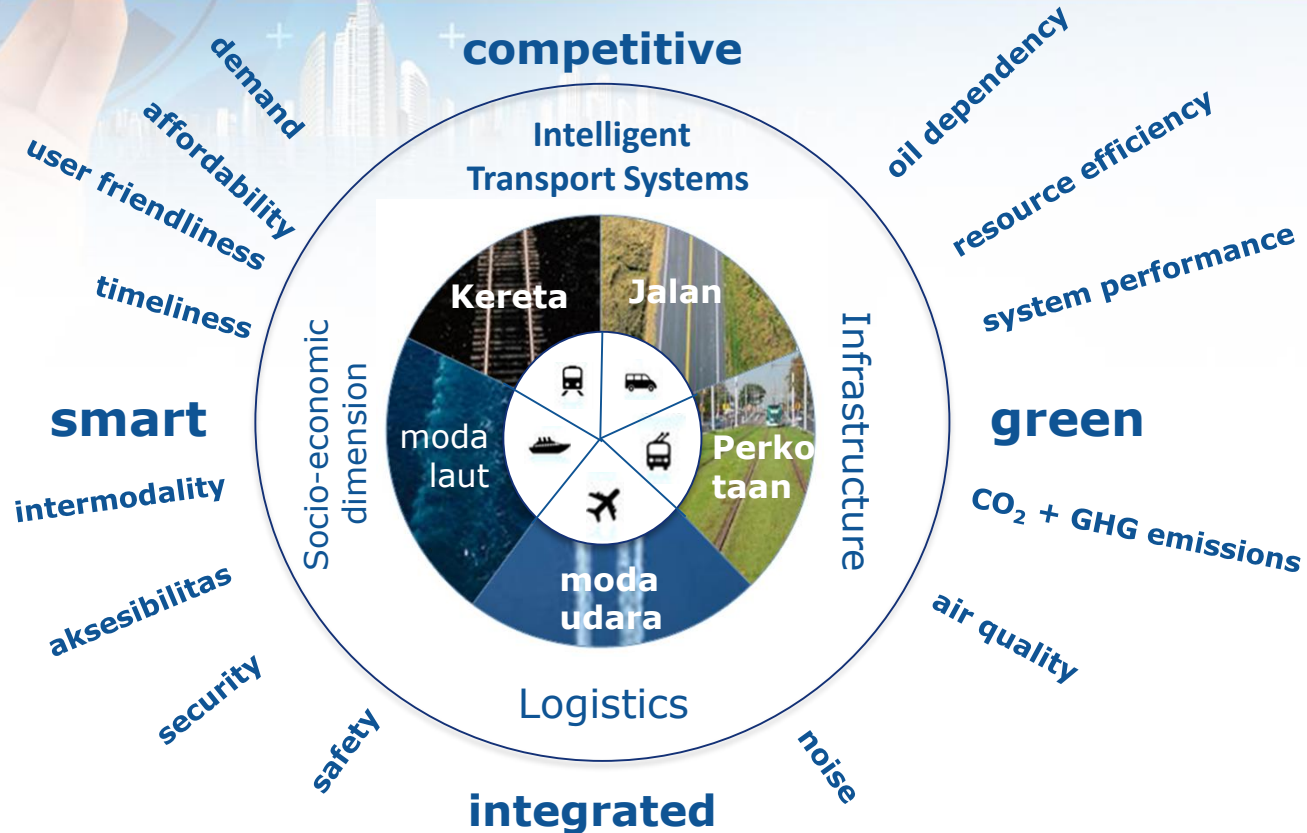 competitive
demand
affordability
user friendliness
timeliness
smart
intermodality
aksesibilitas
security
safety
integrated
oil dependency
resource efficiency
system performance
green
CO₂ + GHG emissions
air quality
noise
Intelligent
Transport Systems
Socio-economic
dimension
Infrastructure
Logistics
Kereta
Jalan
moda
laut
Perko
taan
moda
udara